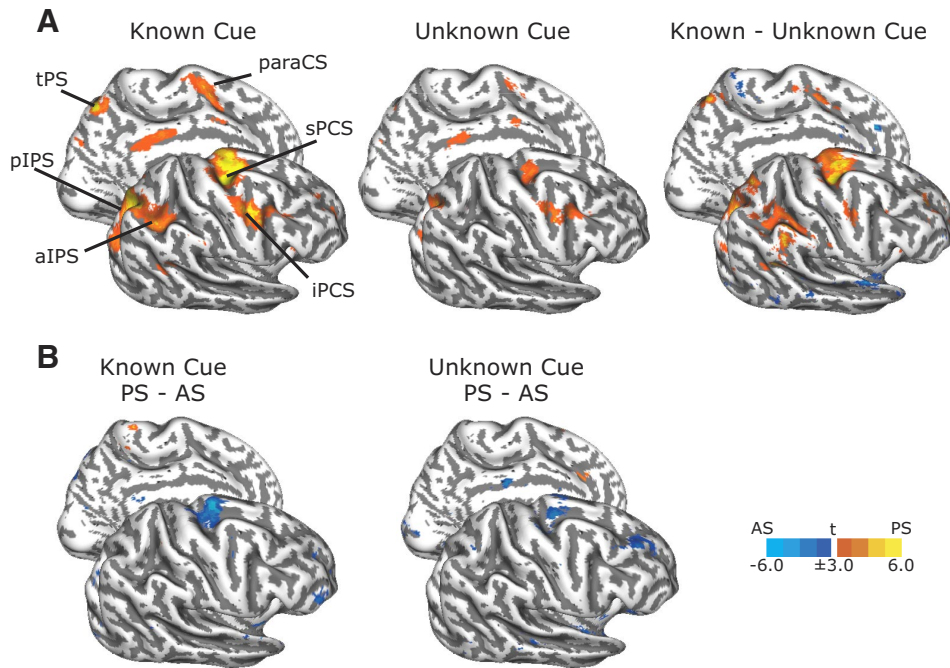 A
Known Cue
Unknown Cue
Known - Unknown Cue
tPS
paraCS
sPCS
pIPS
aIPS
iPCS
B
Known Cue
PS - AS
Unknown Cue
PS - AS
AS t PS
-6.0 ±3.0 6.0